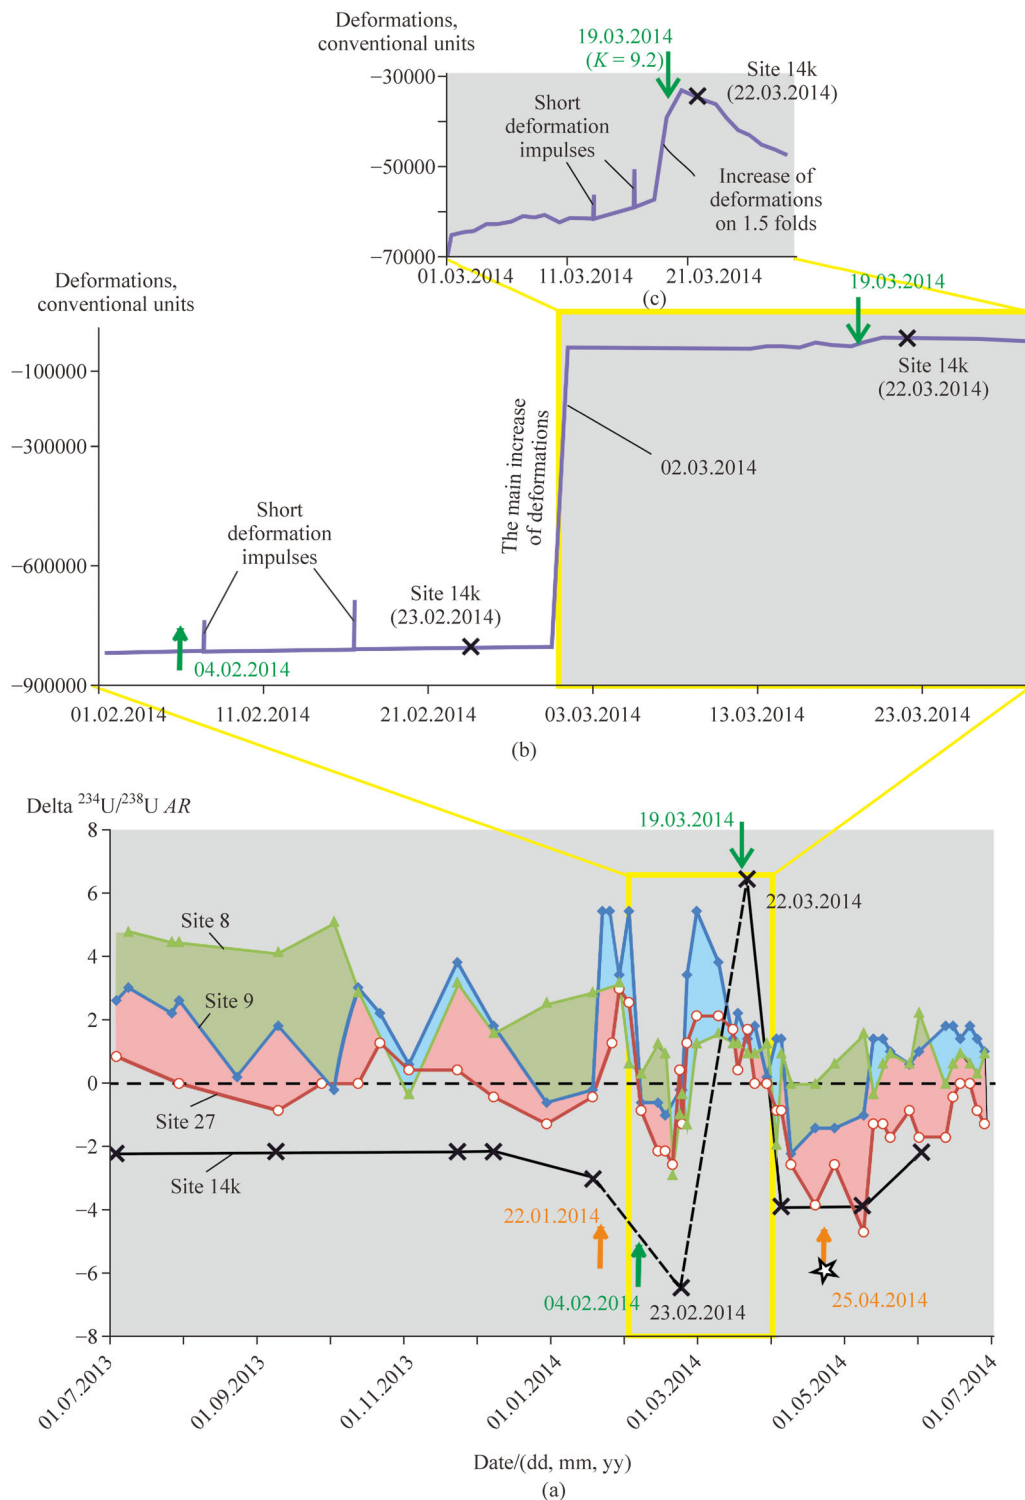 Deformations,
conventional units
19.03.2014
(K = 9.2)
Site 14k
(22.03.2014)
Short
deformation
impulses
Increase of
deformations
on 1.5 folds
−30000
−50000
−70000
01.03.2014
11.03.2014
21.03.2014
(c)
Deformations,
conventional units
19.03.2014
Site 14k
(22.03.2014)
−100000
−300000
−600000
−900000
The main increase
of deformations
02.03.2014
Short
deformation
impulses
Site 14k
(23.02.2014)
04.02.2014
01.02.2014
11.02.2014
21.02.2014
03.03.2014
13.03.2014
23.03.2014
(b)
Delta ²³⁴U/²³⁸U AR
19.03.2014
22.03.2014
8
6
4
2
0
−2
−4
−6
−8
Site 8
Site 9
Site 27
Site 14k
22.01.2014
04.02.2014
23.02.2014
25.04.2014
01.07.2013
01.09.2013
01.11.2013
01.01.2014
01.03.2014
01.05.2014
01.07.2014
Date/(dd, mm, yy)
(a)